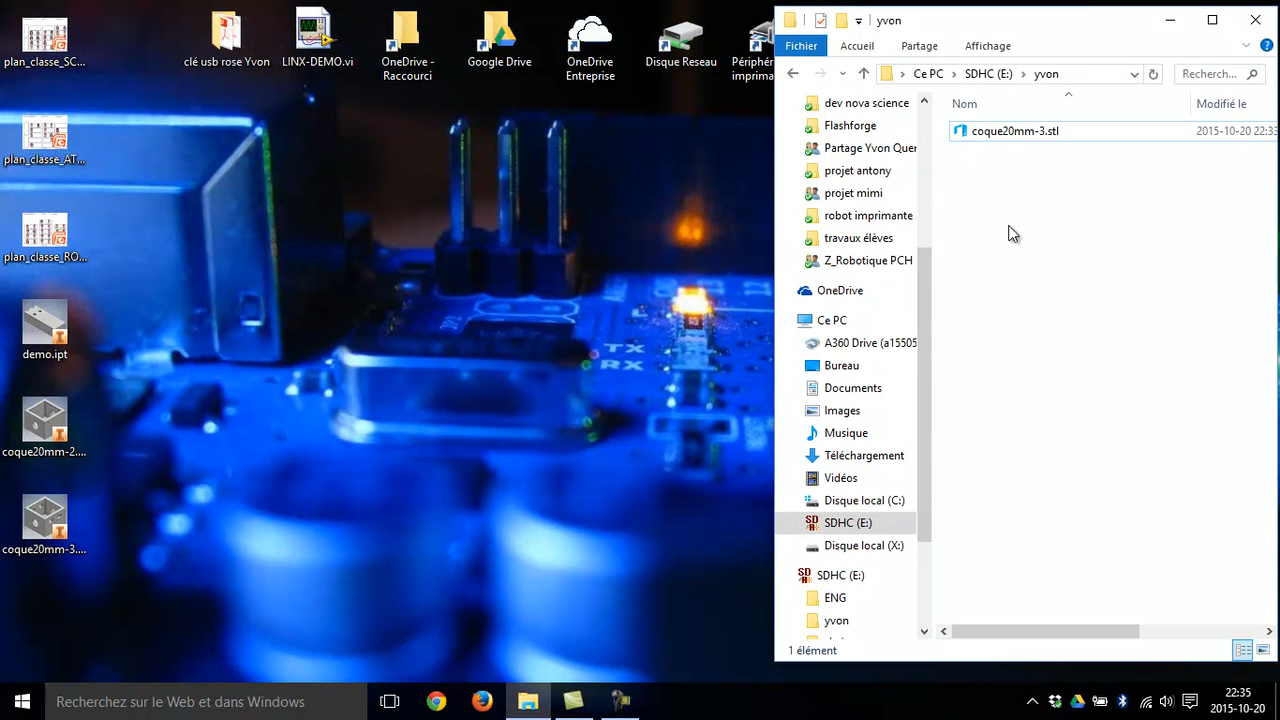 plan_classe_SC...
clé usb rose Yvon
LINX-DEMO.vi
OneDrive -
Raccourci
Google Drive
OneDrive
Entreprise
Disque Reseau
Périphér
imprima
plan_classe_AT...
plan_classe_RO...
demo.ipt
coque20mm-2....
coque20mm-3....
TX
RX
L
yvon
Fichier
Accueil
Partage
Affichage
Ce PC
SDHC (E:)
yvon
Recherch...
Nom
Modifié le
coque20mm-3.stl
2015-10-20 22:33
dev nova science
Flashforge
Partage Yvon Quer
projet antony
projet mimi
robot imprimante
travaux élèves
Z_Robotique PCH
OneDrive
Ce PC
A360 Drive (a15505
Bureau
Documents
Images
Musique
Téléchargement
Vidéos
Disque local (C:)
SDHC (E:)
Disque local (X:)
SDHC (E:)
ENG
yvon
1 élément
Recherchez sur le Web et dans Windows
22:35
2015-10-20